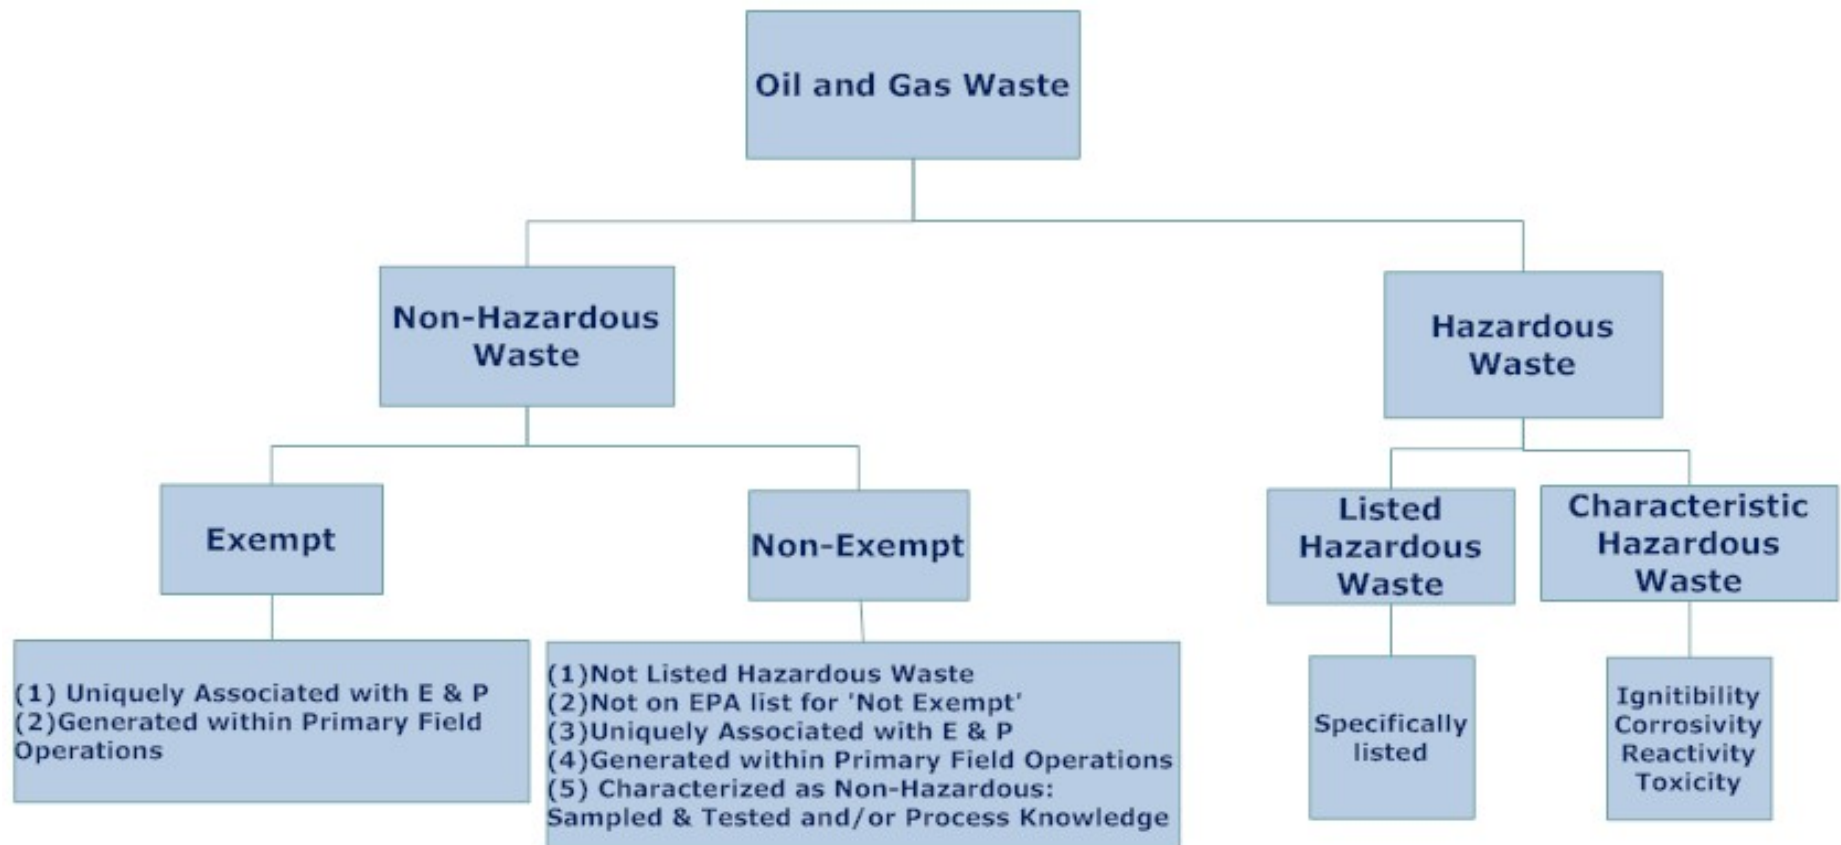 Oil and Gas Waste
Non-Hazardous
Waste
Hazardous
Waste
Exempt
Non-Exempt
Listed
Hazardous
Waste
Characteristic
Hazardous
Waste
(1) Uniquely Associated with E & P
(2)Generated within Primary Field
Operations
(1)Not Listed Hazardous Waste
(2)Not on EPA list for 'Not Exempt'
(3)Uniquely Associated with E & P
(4)Generated within Primary Field Operations
(5) Characterized as Non-Hazardous:
Sampled & Tested and/or Process Knowledge
Specifically
listed
Ignitibility
Corrosivity
Reactivity
Toxicity